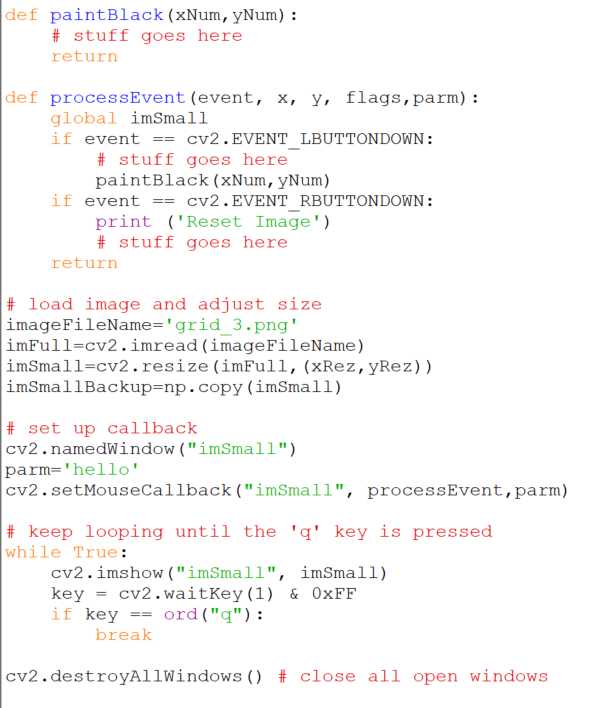 def paintBlack(xNum,yNum):
    # stuff goes here
    return

def processEvent(event, x, y, flags,parm):
    global imSmall
    if event == cv2.EVENT_LBUTTONDOWN:
        # stuff goes here
        paintBlack(xNum,yNum)
    if event == cv2.EVENT_RBUTTONDOWN:
        print ('Reset Image')
        # stuff goes here
    return

# load image and adjust size
imageFileName='grid_3.png'
imFull=cv2.imread(imageFileName)
imSmall=cv2.resize(imFull,(xRez,yRez))
imSmallBackup=np.copy(imSmall)

# set up callback
cv2.namedWindow("imSmall")
parm='hello'
cv2.setMouseCallback("imSmall", processEvent,parm)

# keep looping until the 'q' key is pressed
while True:
    cv2.imshow("imSmall", imSmall)
    key = cv2.waitKey(1) & 0xFF
    if key == ord("q"):
        break

cv2.destroyAllWindows() # close all open windows